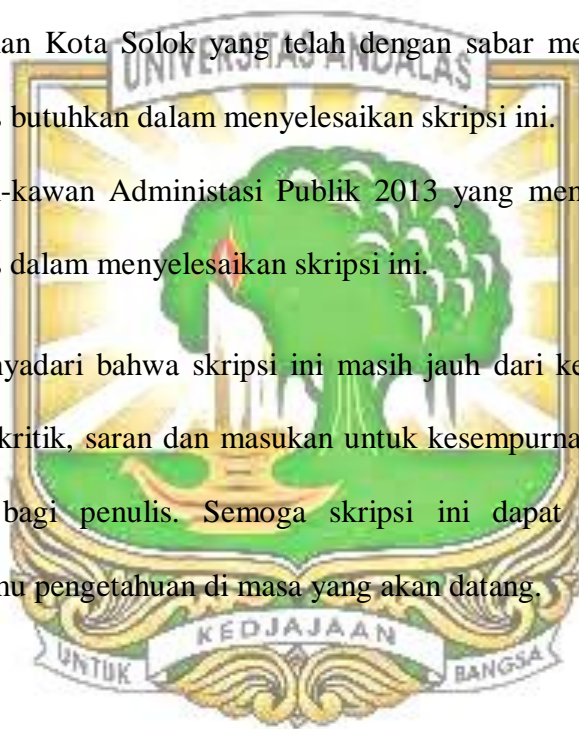 UNIVERSITAS ANDALAS
an Kota Solok yang telah dengan sabar me
butuhkan dalam menyelesaikan skripsi ini.
-kawan Administasi Publik 2013 yang men
dalam menyelesaikan skripsi ini.
nyadari bahwa skripsi ini masih jauh dari ke
kritik, saran dan masukan untuk kesempurna
bagi penulis. Semoga skripsi ini dapat
mu pengetahuan di masa yang akan datang.
UNTUK KEDJAJAAN BANGSA